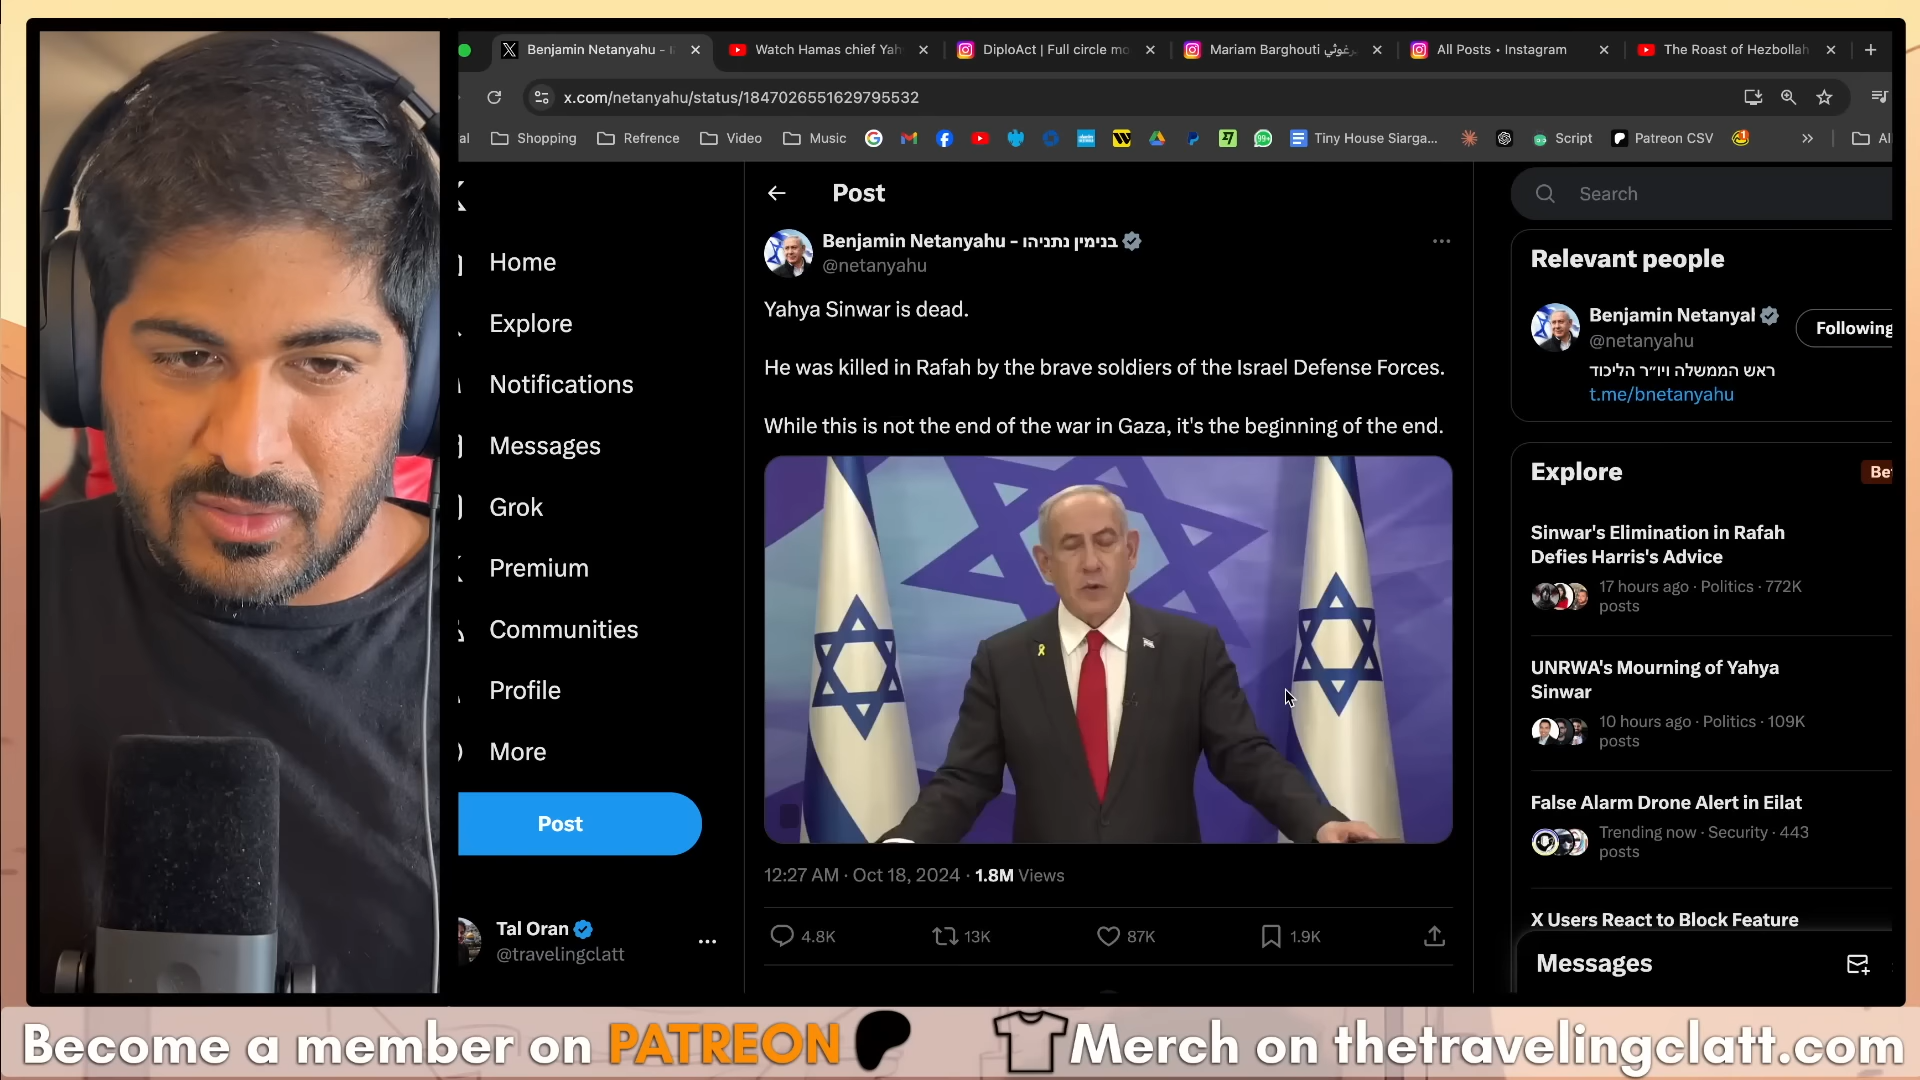 Benjamin Netanyahu -
Watch Hamas chief Yah
DiploAct | Full circle mo
Mariam Barghouti
All Posts • Instagram
The Roast of Hezbollah
x.com/netanyahu/status/1847026551629795532
al
Shopping
Refrence
Video
Music
Tiny House Siarga...
Script
Patreon CSV
Al
Home
Explore
Notifications
Messages
Grok
Premium
Communities
Profile
More
Post
Tal Oran
@travelingclatt
Post
Benjamin Netanyahu - בנימין נתניהו
@netanyahu
Yahya Sinwar is dead.
He was killed in Rafah by the brave soldiers of the Israel Defense Forces.
While this is not the end of the war in Gaza, it's the beginning of the end.
12:27 AM · Oct 18, 2024 · 1.8M Views
4.8K
13K
87K
1.9K
Search
Relevant people
Benjamin Netanyal
@netanyahu
Following
ראש הממשלה ויו״ר הליכוד
t.me/bnetanyahu
Explore
Be
Sinwar's Elimination in Rafah
Defies Harris's Advice
17 hours ago · Politics · 772K
posts
UNRWA's Mourning of Yahya
Sinwar
10 hours ago · Politics · 109K
posts
False Alarm Drone Alert in Eilat
Trending now · Security · 443
posts
X Users React to Block Feature
Messages
Become a member on PATREON
Merch on thetravelingclatt.com